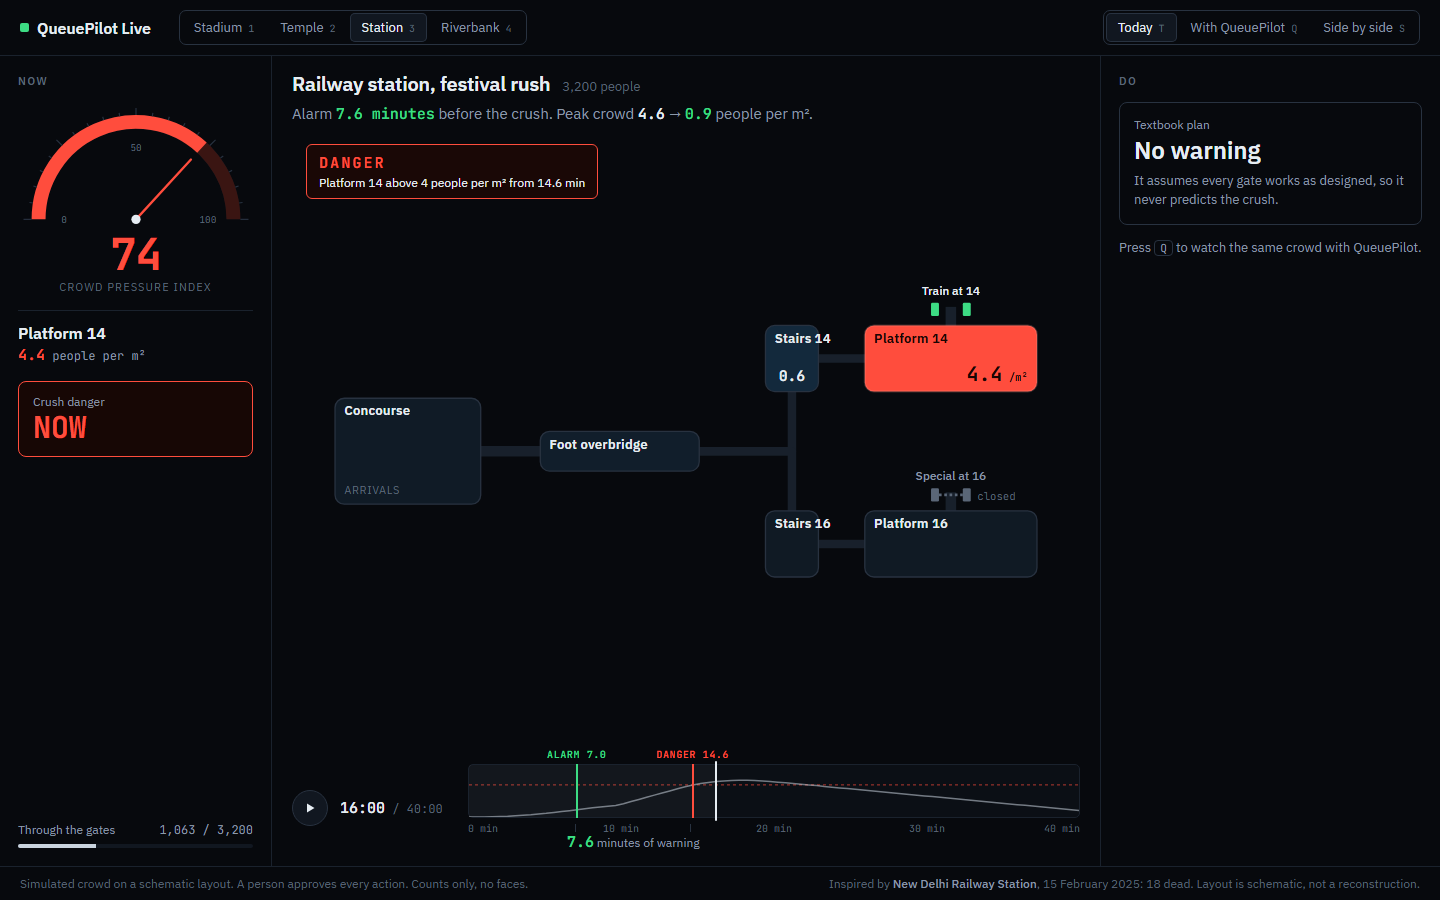 QueuePilot Live
Stadium 1 Temple 2 Station 3 Riverbank 4
Today T With QueuePilot Q Side by side S
NOW
50
0 100
74
CROWD PRESSURE INDEX
Platform 14
4.4 people per m²
Crush danger
NOW
Through the gates 1,063 / 3,200
Railway station, festival rush 3,200 people
Alarm 7.6 minutes before the crush. Peak crowd 4.6 → 0.9 people per m².
DANGER
Platform 14 above 4 people per m² from 14.6 min
Train at 14
Stairs 14
0.6
Platform 14
4.4 /m²
Concourse
ARRIVALS
Foot overbridge
Special at 16
closed
Stairs 16
Platform 16
ALARM 7.0 DANGER 14.6
16:00 / 40:00
0 min 10 min 20 min 30 min 40 min
7.6 minutes of warning
DO
Textbook plan
No warning
It assumes every gate works as designed, so it
never predicts the crush.
Press Q to watch the same crowd with QueuePilot.
Simulated crowd on a schematic layout. A person approves every action. Counts only, no faces.
Inspired by New Delhi Railway Station, 15 February 2025: 18 dead. Layout is schematic, not a reconstruction.